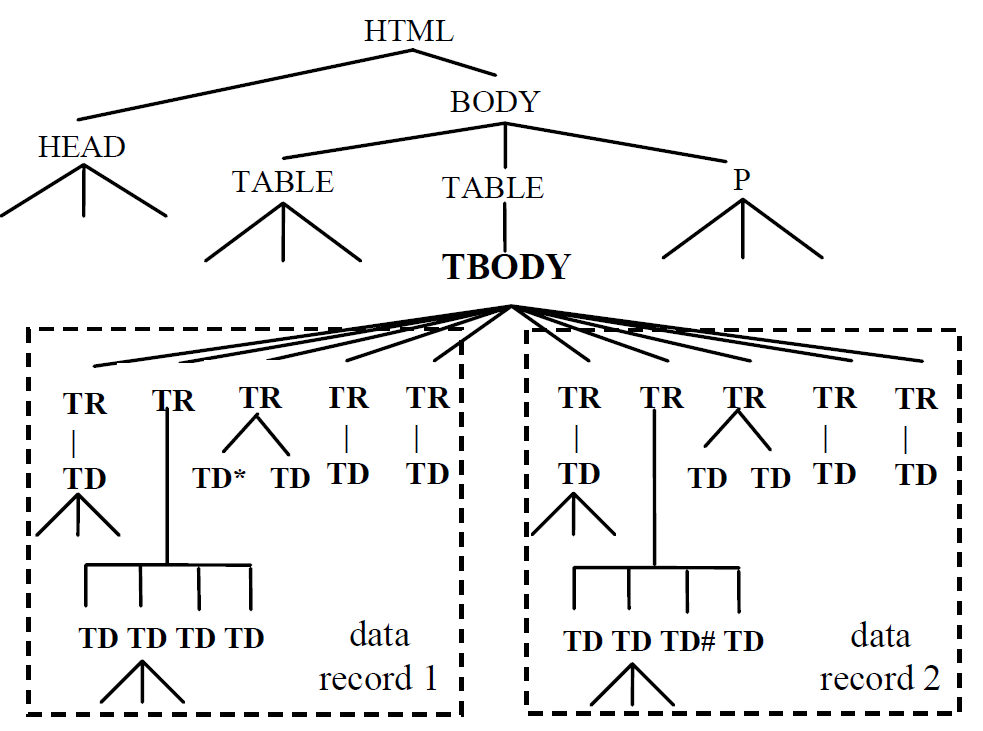 HTML
BODY
HEAD
TABLE TABLE P
TBODY
TR TR TR TR TR TR TR TR TR TR
TD TD* TD TD TD TD TD TD TD TD
TD TD TD TD TD TD TD# TD
data data
record 1 record 2